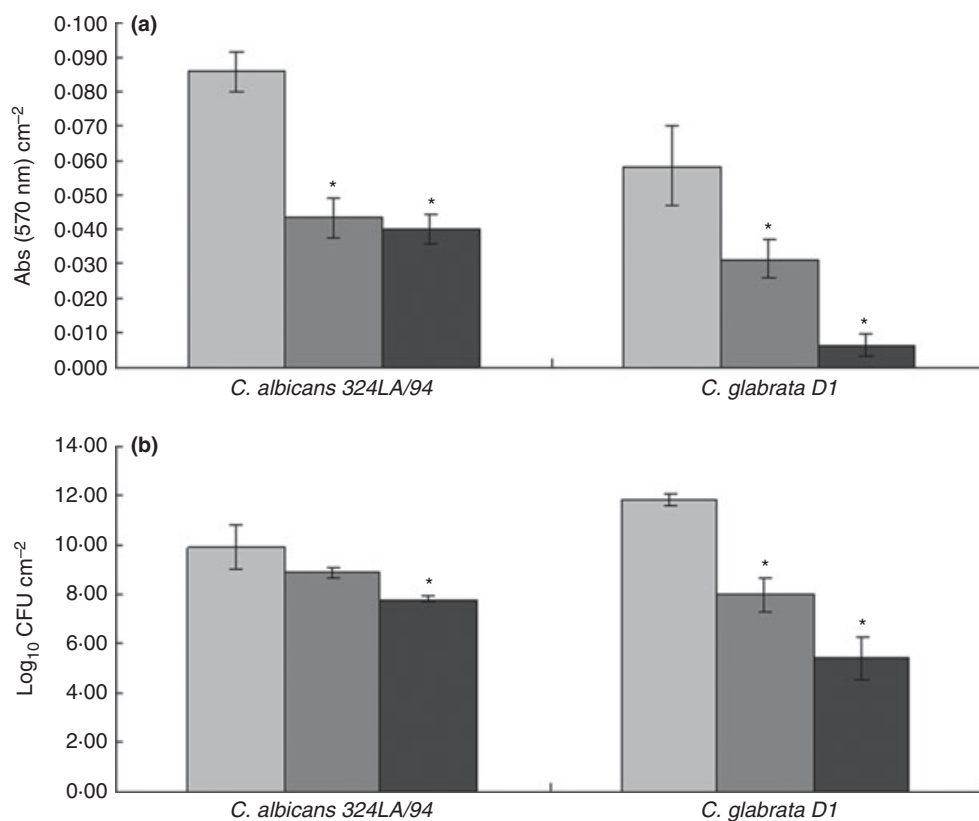 (a)
Abs (570 nm) cm⁻²
0·100
0·090
0·080
0·070
0·060
0·050
0·040
0·030
0·020
0·010
0·000
* * * *
C. albicans 324LA/94 C. glabrata D1
(b)
Log₁₀ CFU cm⁻²
14·00
12·00
10·00
8·00
6·00
4·00
2·00
0·00
* * *
C. albicans 324LA/94 C. glabrata D1